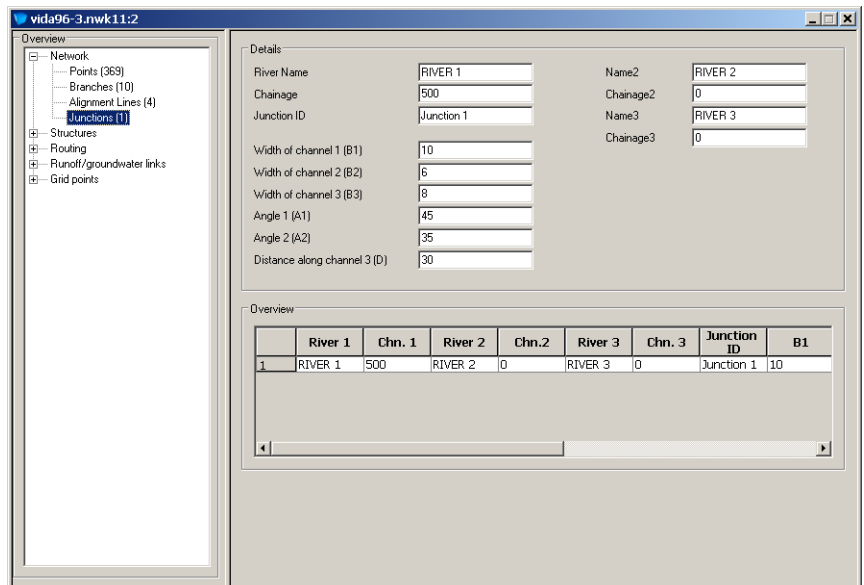 vida96-3.nwk11:2
Overview
Network
Points (369)
Branches (10)
Alignment Lines (4)
Junctions (1)
Structures
Routing
Runoff/groundwater links
Grid points
Details
River Name RIVER 1 Name2 RIVER 2
Chainage 500 Chainage2 0
Junction ID Junction 1 Name3 RIVER 3
Chainage3 0
Width of channel 1 (B1) 10
Width of channel 2 (B2) 6
Width of channel 3 (B3) 8
Angle 1 (A1) 45
Angle 2 (A2) 35
Distance along channel 3 (D) 30
Overview
River 1 Chn. 1 River 2 Chn.2 River 3 Chn. 3 Junction ID B1
1 RIVER 1 500 RIVER 2 0 RIVER 3 0 Junction 1 10